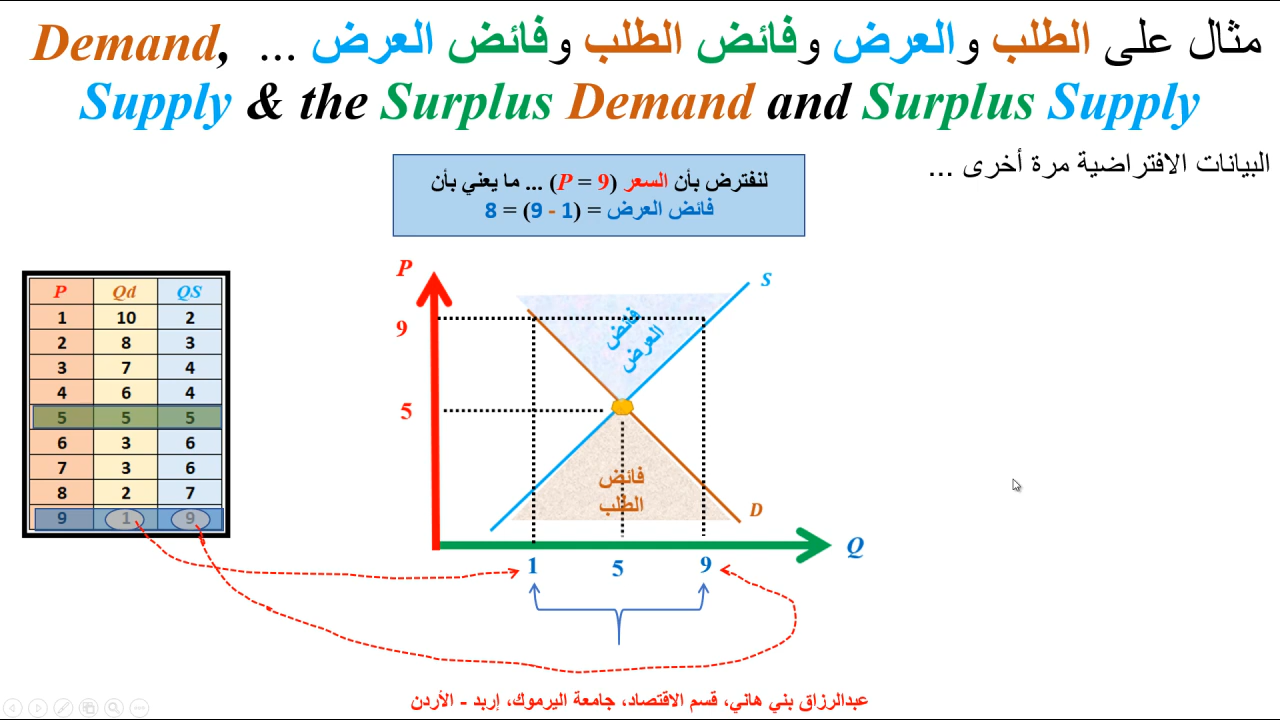 مثال على الطلب والعرض وفائض الطلب وفائض العرض ... Demand,
Supply & the Surplus Demand and Surplus Supply
البيانات الافتراضية مرة أخرى ...
لنفترض بأن السعر (P = 9) ... ما يعني بأن
فائض العرض = (1 - 9) = 8
P Qd QS
1 10 2
2 8 3
3 7 4
4 6 4
5 5 5
6 3 6
7 3 6
8 2 7
9 1 9
P
S
9
فائض
العرض
5
فائض
الطلب
D
Q
1 5 9
عبدالرزاق بني هاني، قسم الاقتصاد، جامعة اليرموك، إربد - الأردن